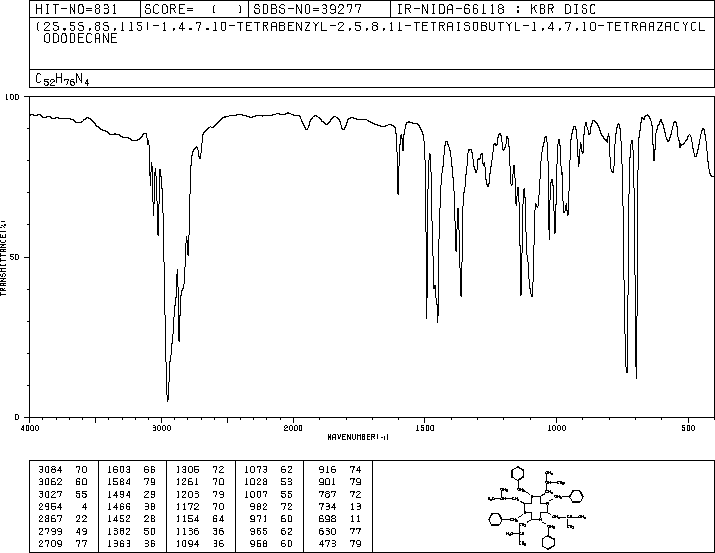 HIT-NO=831 SCORE= ( ) SDBS-NO=39277 IR-NIDA-66118 : KBR DISC
(2S,5S,8S,11S)-1,4,7,10-TETRABENZYL-2,5,8,11-TETRAISOBUTYL-1,4,7,10-TETRAAZACYCL
ODODECANE
C52H76N4
100
50
0
TRANSMITTANCE(%)
4000 3000 2000 1500 1000 500
WAVENUMBER(-1)
3084 70 1603 66 1306 72 1073 62 916 74
3062 60 1584 79 1261 70 1028 53 901 79
3027 55 1494 29 1203 79 1007 55 787 72
2954 4 1466 38 1172 70 982 72 734 13
2867 22 1452 28 1154 64 971 60 698 11
2799 49 1382 50 1136 36 965 62 630 77
2709 77 1363 36 1094 36 958 60 473 79